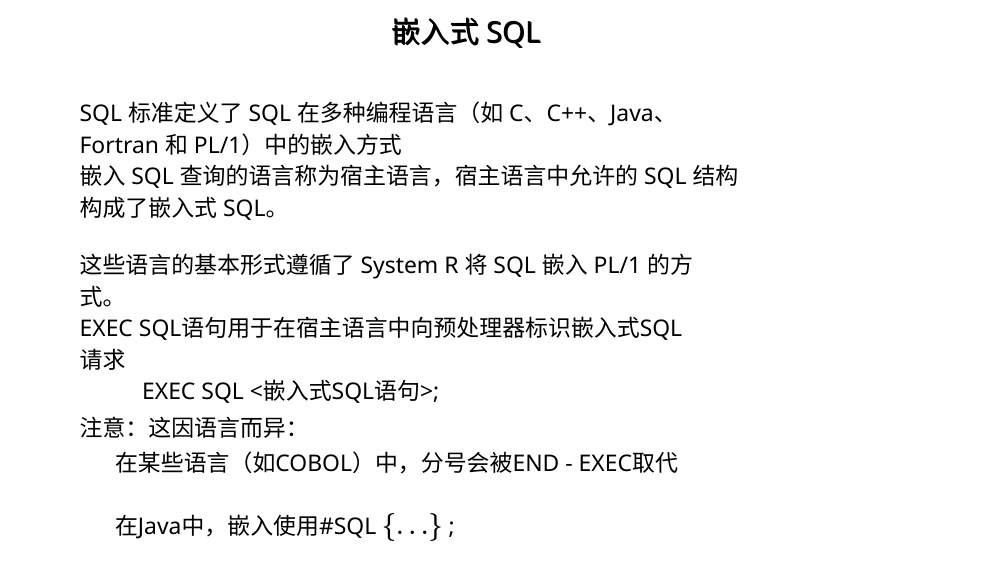 嵌入式 SQL
SQL 标准定义了 SQL 在多种编程语言（如 C、C++、Java、
Fortran 和 PL/1）中的嵌入方式
嵌入 SQL 查询的语言称为宿主语言，宿主语言中允许的 SQL 结构
构成了嵌入式 SQL。
这些语言的基本形式遵循了 System R 将 SQL 嵌入 PL/1 的方
式。
EXEC SQL语句用于在宿主语言中向预处理器标识嵌入式SQL
请求
EXEC SQL <嵌入式SQL语句>;
注意：这因语言而异：
在某些语言（如COBOL）中，分号会被END - EXEC取代
在Java中，嵌入使用#SQL {...} ;